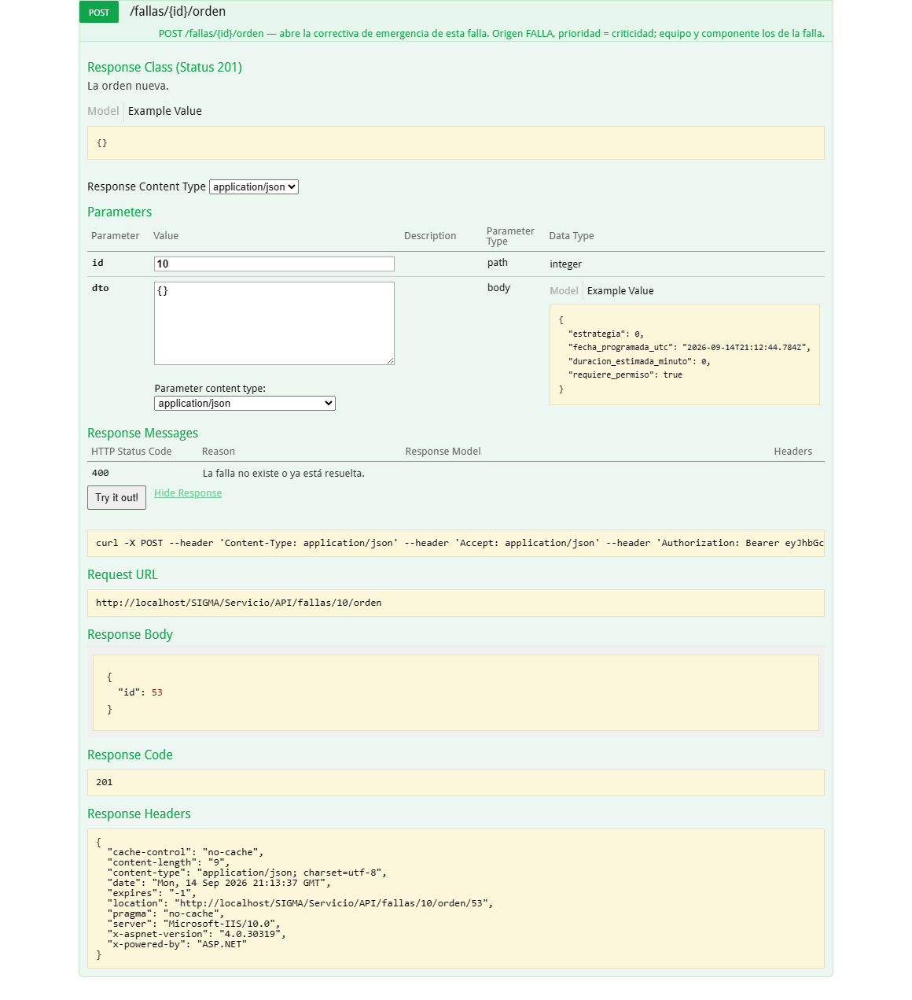 POST /fallas/{id}/orden
POST /fallas/{id}/orden — abre la correctiva de emergencia de esta falla. Origen FALLA, prioridad = criticidad; equipo y componente los de la falla.
Response Class (Status 201)
La orden nueva.
Model Example Value
{}
Response Content Type application/json
Parameters
Parameter Value Description Parameter Type Data Type
id 10 path integer
dto {} body Model Example Value
{
"estrategia": 0,
"fecha_programada_utc": "2026-09-14T21:12:44.784Z",
"duracion_estimada_minuto": 0,
"requiere_permiso": true
}
Parameter content type:
application/json
Response Messages
HTTP Status Code Reason Response Model Headers
400 La falla no existe o ya está resuelta.
Try it out! Hide Response
curl -X POST --header 'Content-Type: application/json' --header 'Accept: application/json' --header 'Authorization: Bearer eyJhbGc
Request URL
http://localhost/SIGMA/Servicio/API/fallas/10/orden
Response Body
{
"id": 53
}
Response Code
201
Response Headers
{
"cache-control": "no-cache",
"content-length": "9",
"content-type": "application/json; charset=utf-8",
"date": "Mon, 14 Sep 2026 21:13:37 GMT",
"expires": "-1",
"location": "http://localhost/SIGMA/Servicio/API/fallas/10/orden/53",
"pragma": "no-cache",
"server": "Microsoft-IIS/10.0",
"x-aspnet-version": "4.0.30319",
"x-powered-by": "ASP.NET"
}